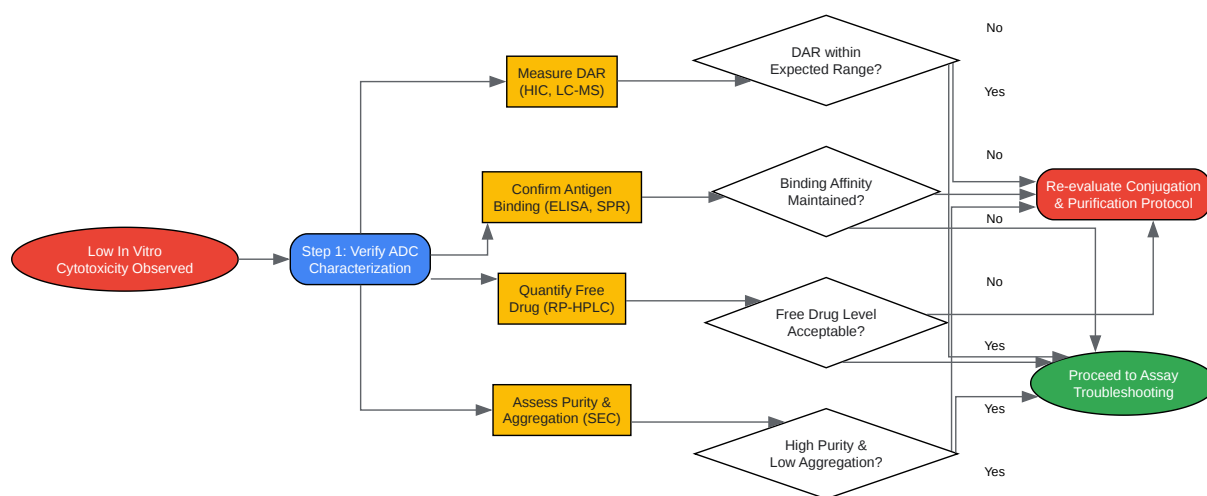 Low In Vitro
Cytotoxicity Observed
Step 1: Verify ADC
Characterization
Measure DAR
(HIC, LC-MS)
Confirm Antigen
Binding (ELISA, SPR)
Quantify Free
Drug (RP-HPLC)
Assess Purity &
Aggregation (SEC)
DAR within
Expected Range?
Binding Affinity
Maintained?
Free Drug Level
Acceptable?
High Purity &
Low Aggregation?
No
Yes
No
No
No
Yes
Yes
Yes
Re-evaluate Conjugation
& Purification Protocol
Proceed to Assay
Troubleshooting